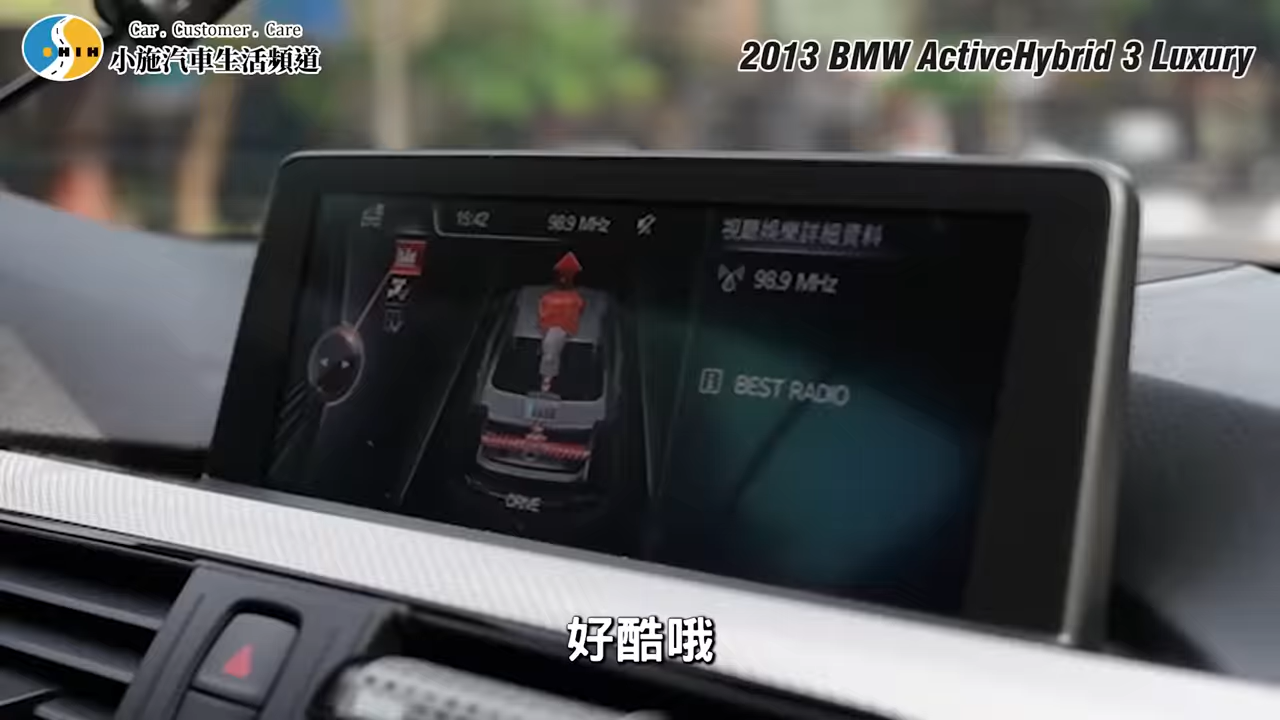 Car. Customer. Care
SHIH
小施汽車生活頻道
2013 BMW ActiveHybrid 3 Luxury
15:42
98.9 MHz
視聽娛樂詳細資料
98.9 MHz
i BEST RADIO
DRIVE
好酷哦